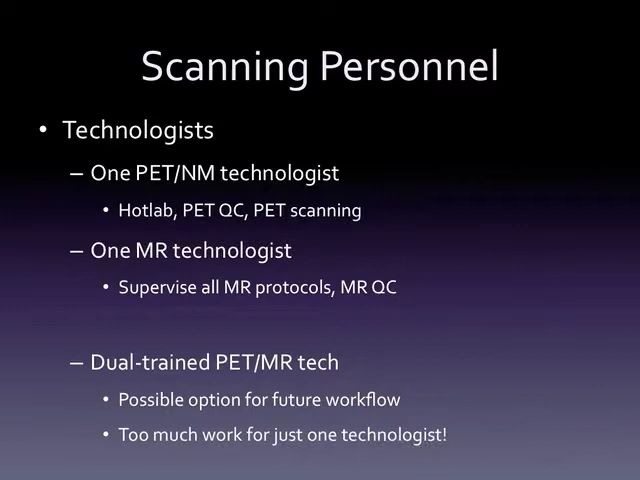 Scanning Personnel
• Technologists
– One PET/NM technologist
• Hotlab, PET QC, PET scanning
– One MR technologist
• Supervise all MR protocols, MR QC
– Dual-trained PET/MR tech
• Possible option for future workflow
• Too much work for just one technologist!